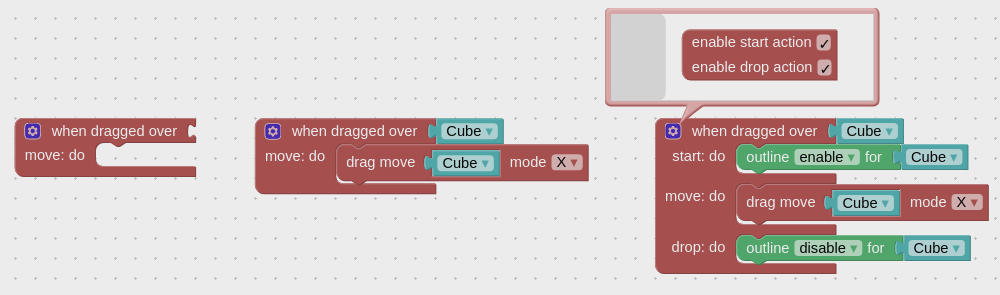 when dragged over
move: do
when dragged over Cube ▾
move: do drag move Cube ▾ mode X ▾
enable start action ✓
enable drop action ✓
when dragged over Cube ▾
start: do outline enable ▾ for Cube ▾
move: do drag move Cube ▾ mode X ▾
drop: do outline disable ▾ for Cube ▾